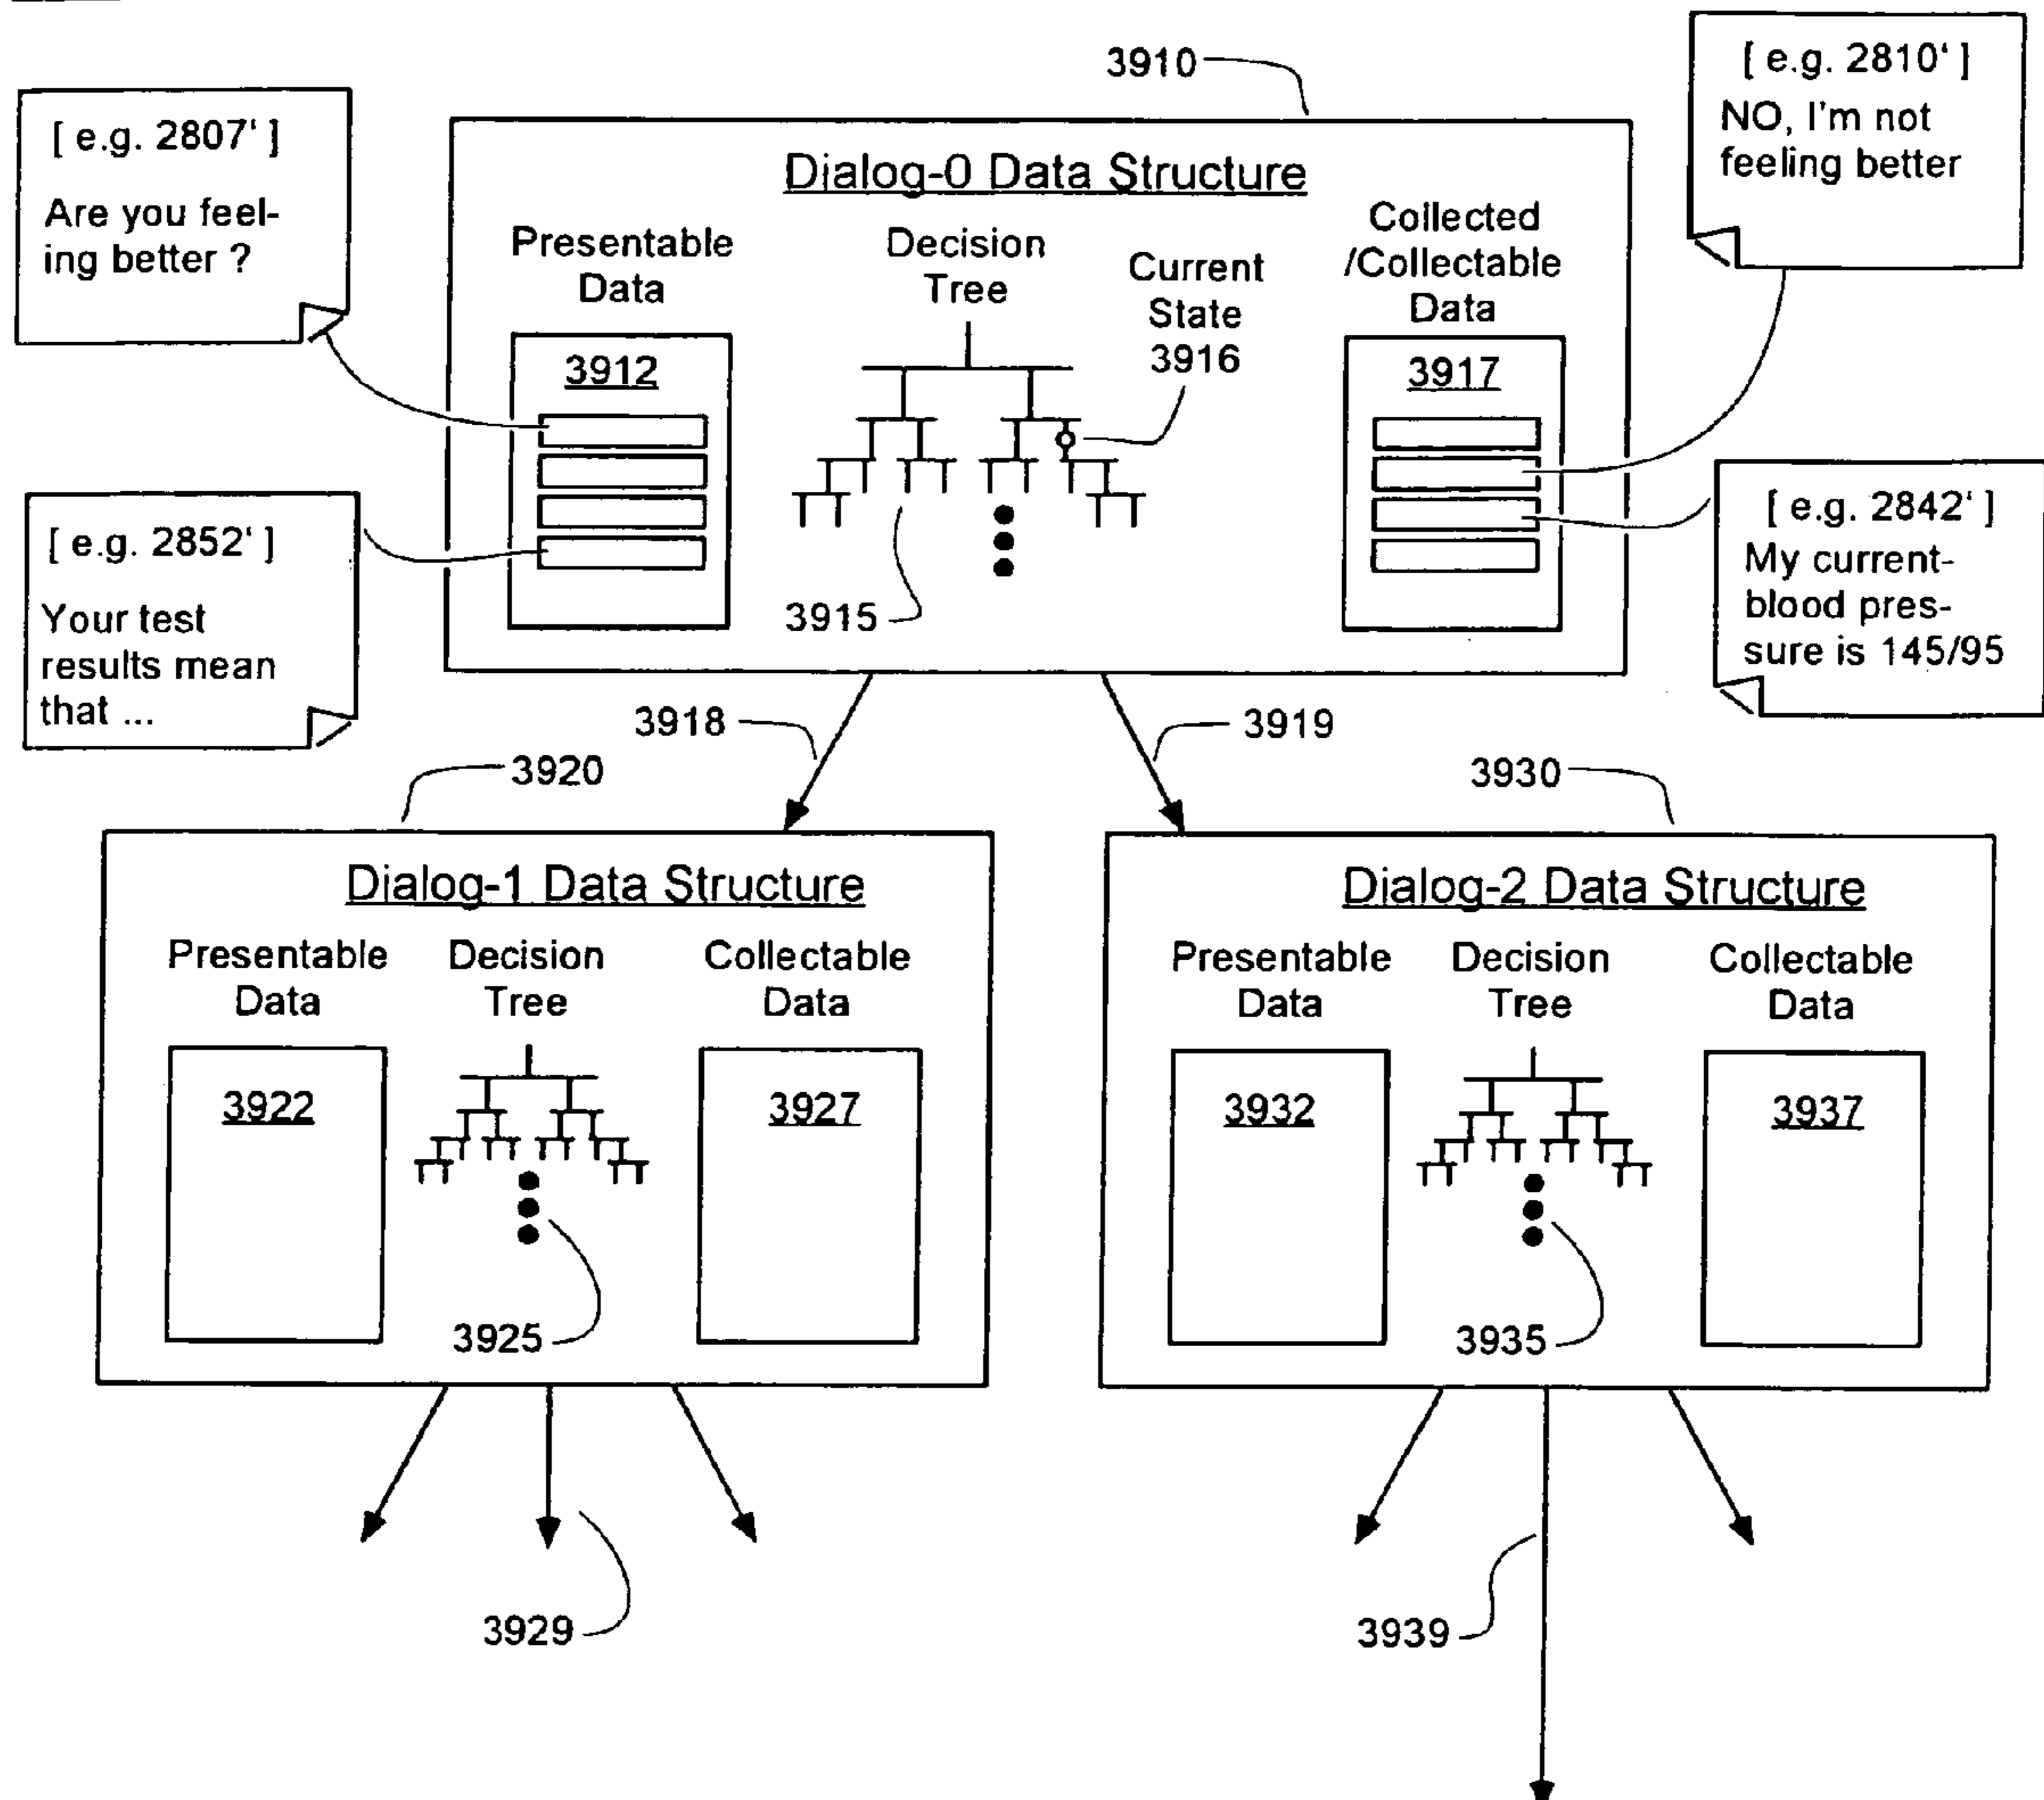 3910
[ e.g. 2807' ]
Are you feel-
ing better ?
[ e.g. 2810' ]
NO, I'm not
feeling better
Dialog-0 Data Structure
Presentable
Data
3912
Decision
Tree
Current
State
3916
3915
Collected
/Collectable
Data
3917
[ e.g. 2852' ]
Your test
results mean
that ...
[ e.g. 2842' ]
My current-
blood pres-
sure is 145/95
3918
3919
3920
3930
Dialog-1 Data Structure
Presentable
Data
3922
Decision
Tree
3925
Collectable
Data
3927
Dialog-2 Data Structure
Presentable
Data
3932
Decision
Tree
3935
Collectable
Data
3937
3929
3939